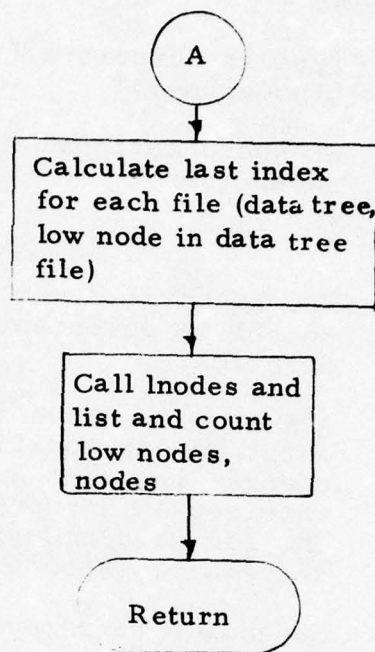 A
Calculate last index
for each file (data tree,
low node in data tree
file)
Call lnodes and
list and count
low nodes,
nodes
Return